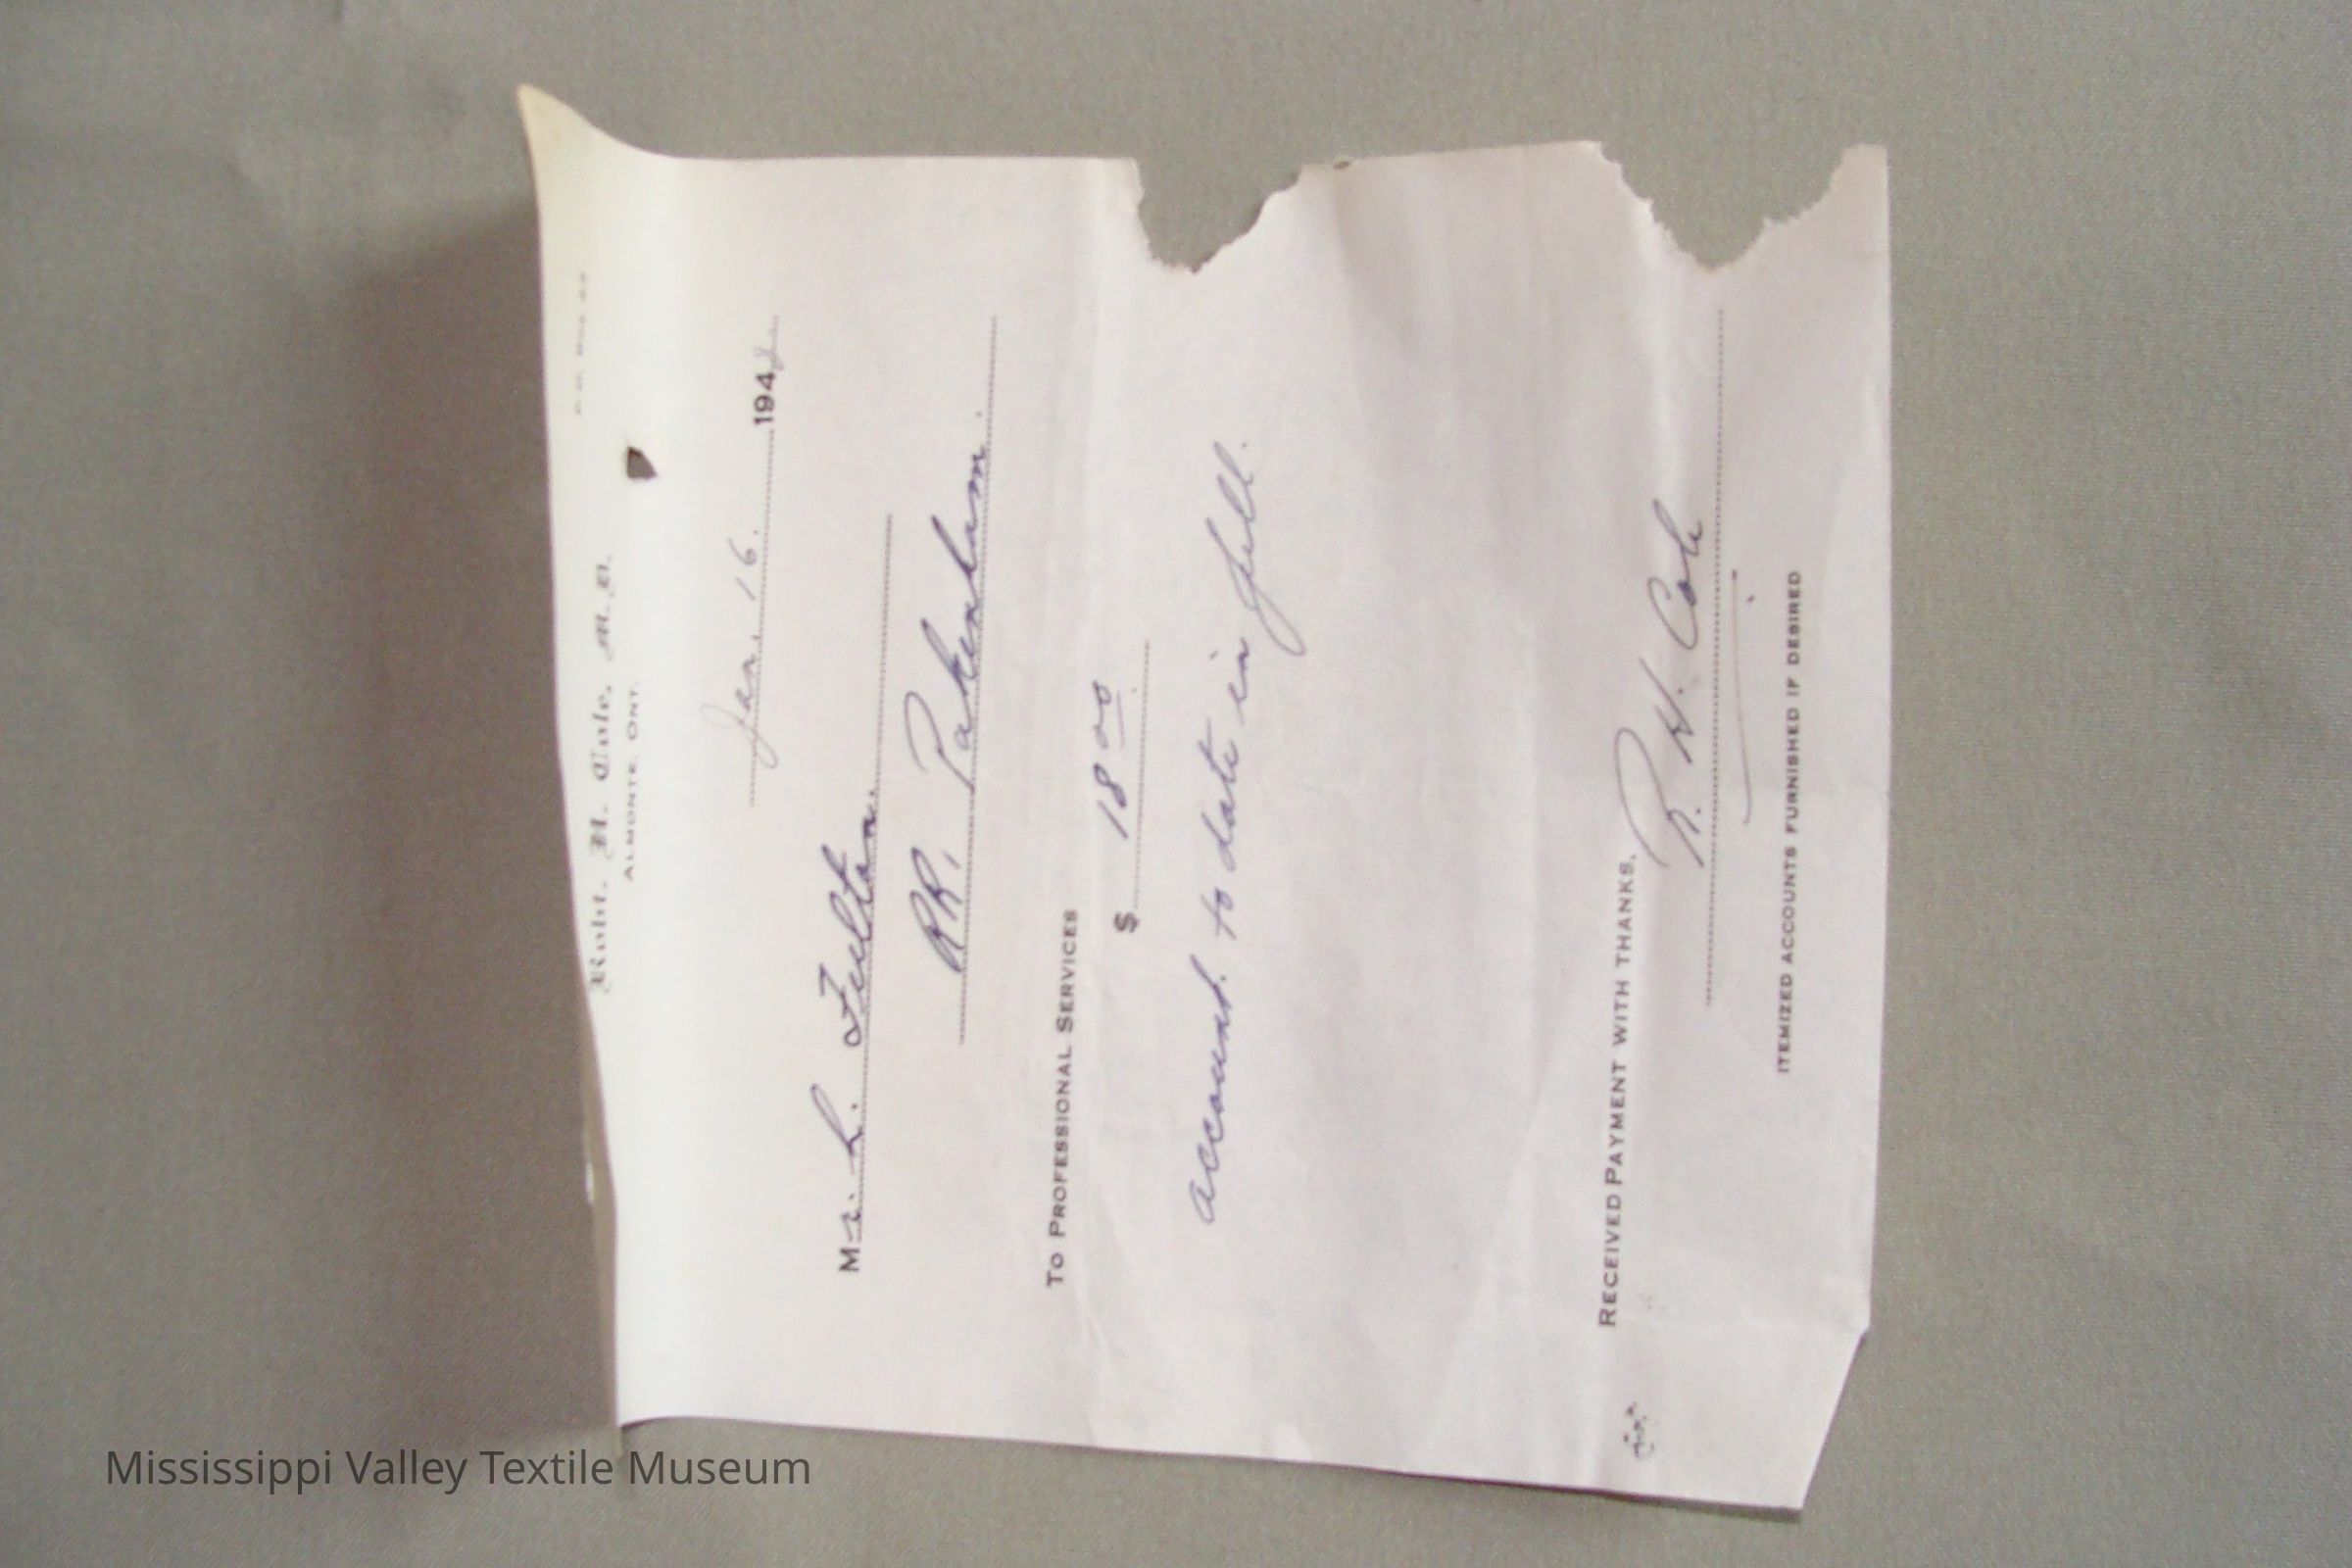 Robt. H. Cole, M.D.
ALMONTE, ONT.
Jan. 16. 194
Mr. L. Fulton.
RR, Pakenham.
TO PROFESSIONAL SERVICES
$ 18 00
account. to date in full.
RECEIVED PAYMENT WITH THANKS,
R. H. Cole
ITEMIZED ACCOUNTS FURNISHED IF DESIRED
Mississippi Valley Textile Museum